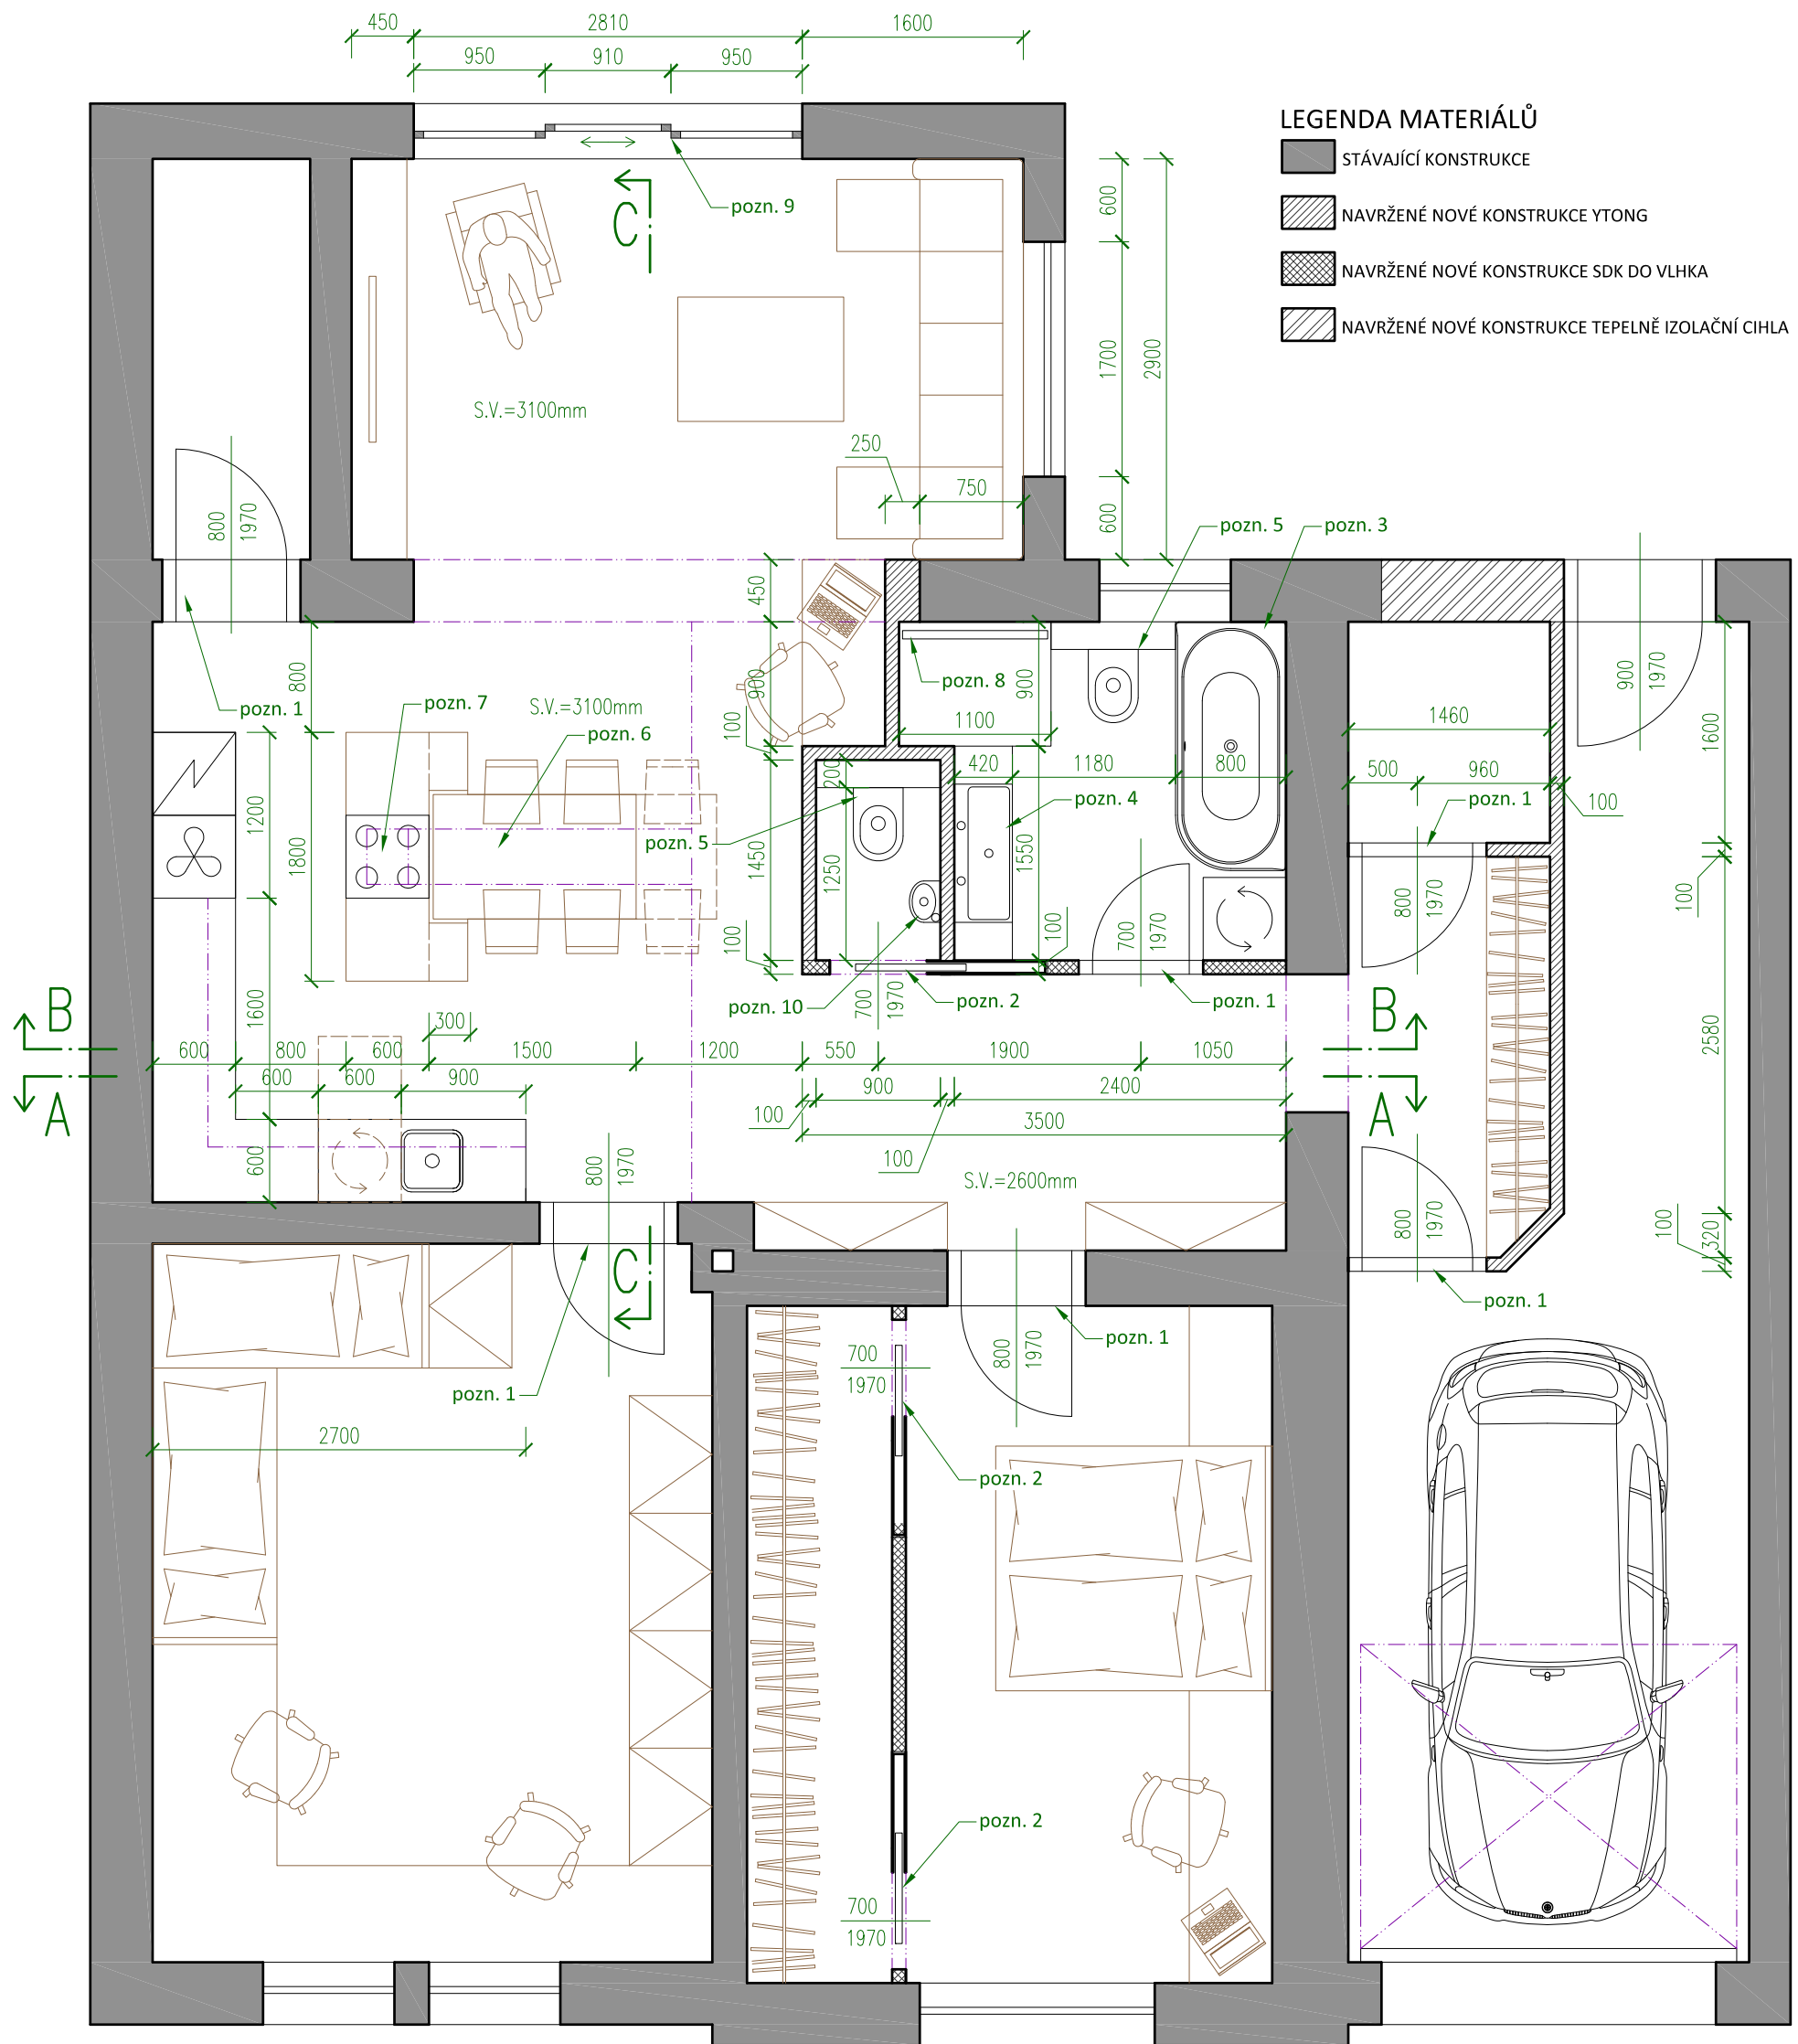 450
2810
1600
950
910
950
LEGENDA MATERIÁLŮ
STÁVAJÍCÍ KONSTRUKCE
NAVRŽENÉ NOVÉ KONSTRUKCE YTONG
NAVRŽENÉ NOVÉ KONSTRUKCE SDK DO VLHKA
NAVRŽENÉ NOVÉ KONSTRUKCE TEPELNĚ IZOLAČNÍ CIHLA
pozn. 9
C
600
1700
2900
600
S.V.=3100mm
250
750
800
1970
pozn. 5
pozn. 3
450
900
100
1450
100
800
1200
1800
1600
600
pozn. 1
pozn. 7
S.V.=3100mm
pozn. 6
pozn. 8
900
1100
420
1180
800
pozn. 4
200
1250
pozn. 5
1550
100
700
1970
pozn. 10
700
1970
pozn. 2
pozn. 1
900
1970
1460
1600
500
960
100
pozn. 1
800
1970
100
2580
320
100
B
A
B
A
300
600
800
600
1500
1200
550
1900
1050
600
600
900
100
900
2400
3500
100
800
1970
S.V.=2600mm
800
1970
pozn. 1
C
pozn. 1
2700
800
1970
pozn. 1
700
1970
pozn. 2
pozn. 2
700
1970